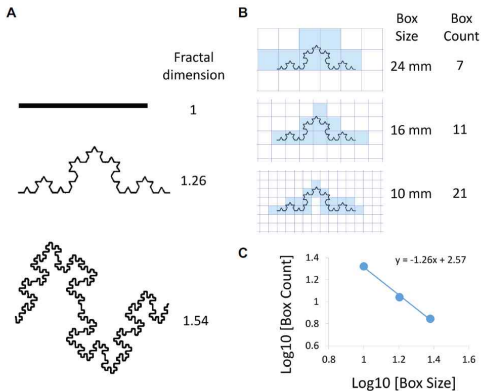 A
Fractal
dimension
1
1.26
1.54
B
Box Size
Box Count
24 mm 7
16 mm 11
10 mm 21
C
y = -1.26x + 2.57
Log10 [Box Count]
1.4
1.2
1
0.8
0.6
0.8 1 1.2 1.4 1.6
Log10 [Box Size]